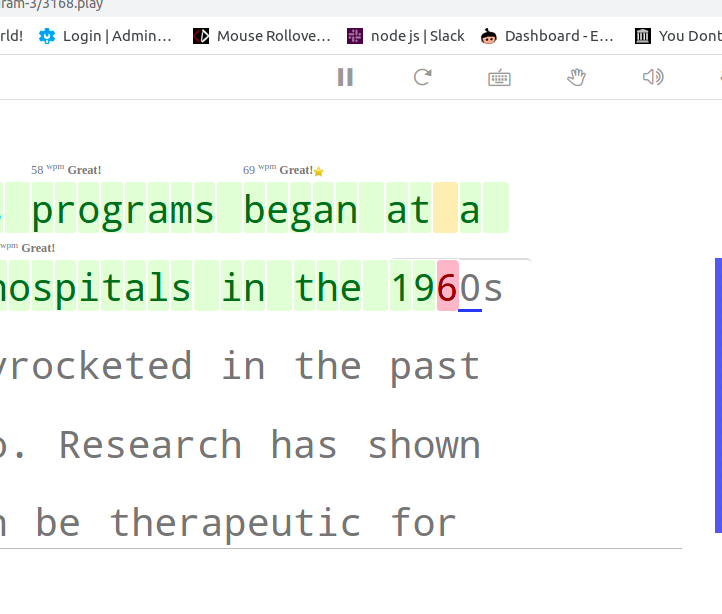 ram-3/3168.play
rld! Login | Admin... Mouse Rollove... node js | Slack Dashboard - E... You Dont
58 wpm Great! 69 wpm Great!
programs began at a
wpm Great!
hospitals in the 1960s
yrocketed in the past
o. Research has shown
n be therapeutic for